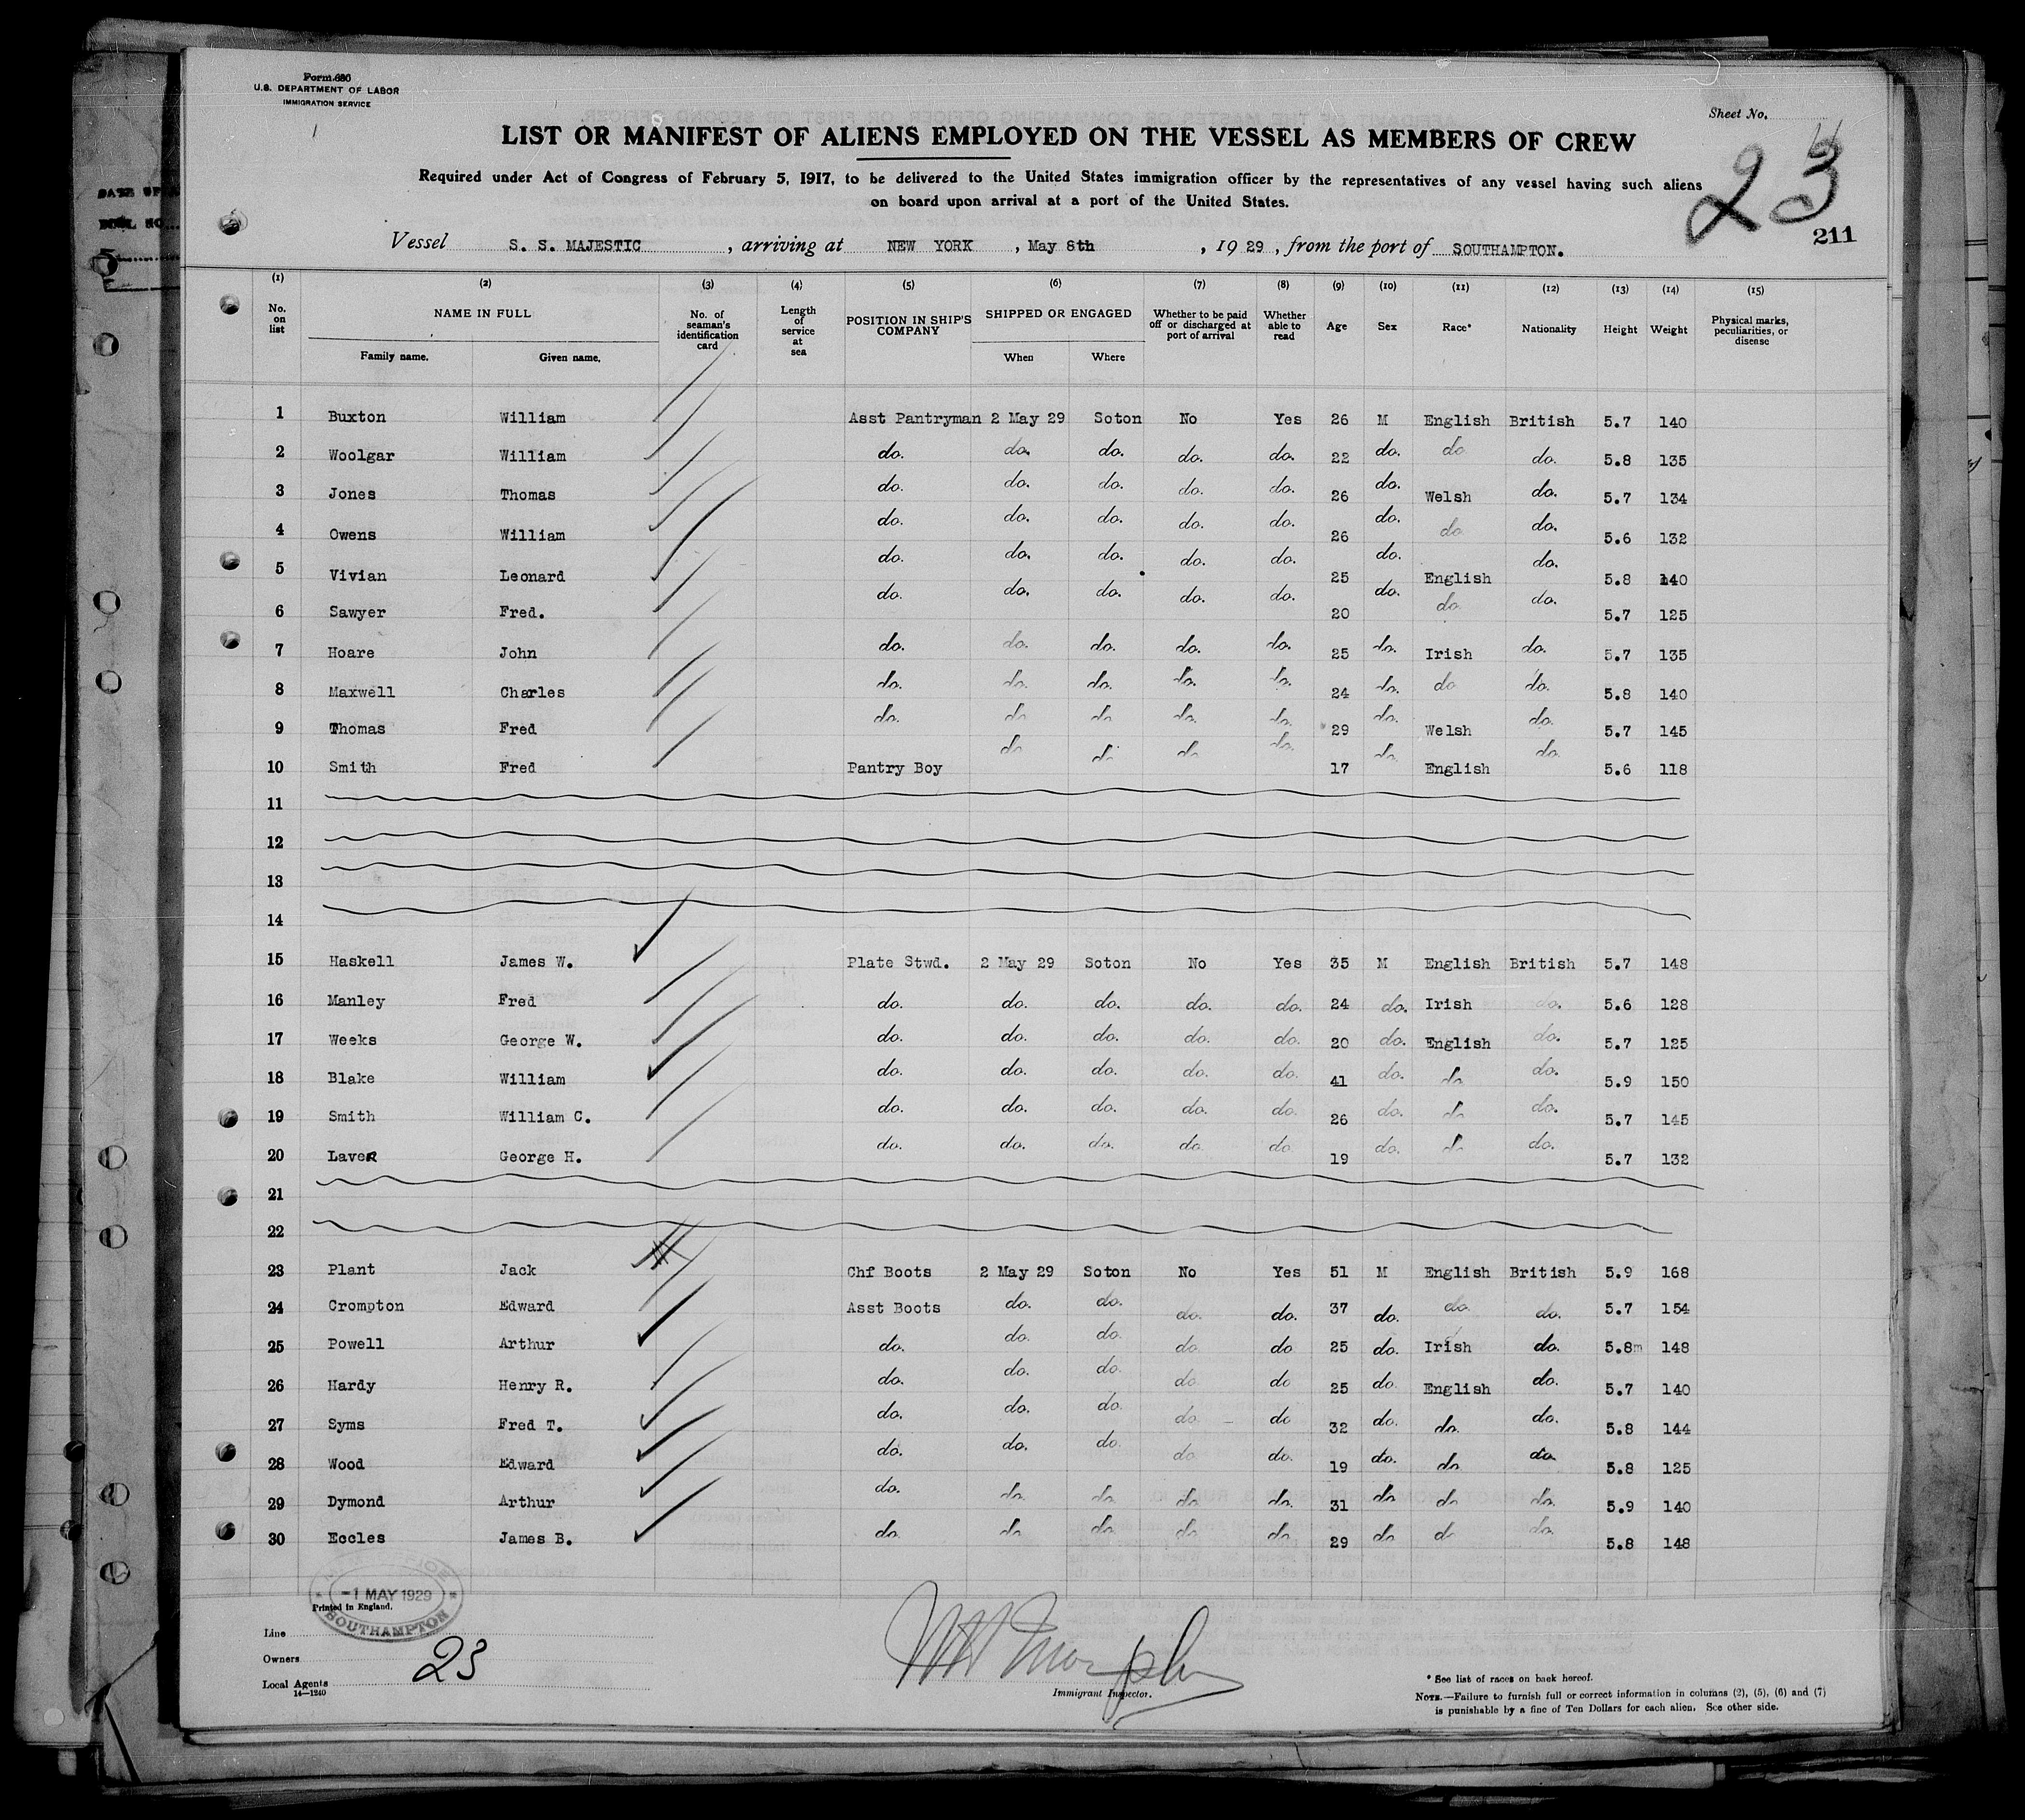 Form 680
U.S. DEPARTMENT OF LABOR
IMMIGRATION SERVICE
Sheet No.
LIST OR MANIFEST OF ALIENS EMPLOYED ON THE VESSEL AS MEMBERS OF CREW
Required under Act of Congress of February 5, 1917, to be delivered to the United States immigration officer by the representatives of any vessel having such aliens
on board upon arrival at a port of the United States.
23
211
Vessel S. S. MAJESTIC, arriving at NEW YORK, May 8th, 1929, from the port of SOUTHAMPTON.
(1) (2) (3) (4) (5) (6) (7) (8) (9) (10) (11) (12) (13) (14) (15)
No. on list NAME IN FULL Family name. Given name. No. of seaman's identification card Length of service at sea POSITION IN SHIP'S COMPANY SHIPPED OR ENGAGED When Where Whether to be paid off or discharged at port of arrival Whether able to read Age Sex Race* Nationality Height Weight Physical marks, peculiarities, or disease
1 Buxton William Asst Pantryman 2 May 29 Soton No Yes 26 M English British 5.7 140
2 Woolgar William do. do. do. do. do. 22 do. do do. 5.8 135
3 Jones Thomas do. do. do. do. do. 26 do. Welsh do. 5.7 134
4 Owens William do. do. do. do. do. 26 do. do do. 5.6 132
5 Vivian Leonard do. do. do. do. do. 25 do. English do. 5.8 140
6 Sawyer Fred. do. do. do. do. do. 20 do. do do. 5.7 125
7 Hoare John do. do. do. do. do. 25 do. Irish do. 5.7 135
8 Maxwell Charles do. do. do. do. do. 24 do. do do. 5.8 140
9 Thomas Fred do. do do do. do. 29 do. Welsh do. 5.7 145
10 Smith Fred Pantry Boy do do do do. 17 do English do. 5.6 118
11
12
13
14
15 Haskell James W. Plate Stwd. 2 May 29 Soton No Yes 35 M English British 5.7 148
16 Manley Fred do. do. do. do. do. 24 do. Irish do. 5.6 128
17 Weeks George W. do. do. do. do. do. 20 do. English do. 5.7 125
18 Blake William do. do. do. do. do. 41 do. do do. 5.9 150
19 Smith William C. do. do. do. do. do. 26 do. do do. 5.7 145
20 Laver George H. do. do. do. do do 19 do. do do. 5.7 132
21
22
23 Plant Jack Chf Boots 2 May 29 Soton No Yes 51 M English British 5.9 168
24 Crompton Edward Asst Boots do. do. do. do. 37 do. do. do. 5.7 154
25 Powell Arthur do. do. do. do do 25 do. Irish do. 5.8m 148
26 Hardy Henry R. do. do. do. do do 25 do. English do. 5.7 140
27 Syms Fred T. do. do. do. do do 32 do. do. do. 5.8 144
28 Wood Edward do. do. do. do do. 19 do. do do 5.8 125
29 Dymond Arthur do. do. do. do do. 31 do do do. 5.9 140
30 Eccles James B. do. do do do do 29 do do do. 5.8 148
-1 MAY 1929
SOUTHAMPTON
Printed in England.
Line
Owners
Local Agents
14—1240
23
Murphy
Immigrant Inspector.
* See list of races on back hereof.
NOTE.—Failure to furnish full or correct information in columns (2), (5), (6) and (7)
is punishable by a fine of Ten Dollars for each alien. See other side.